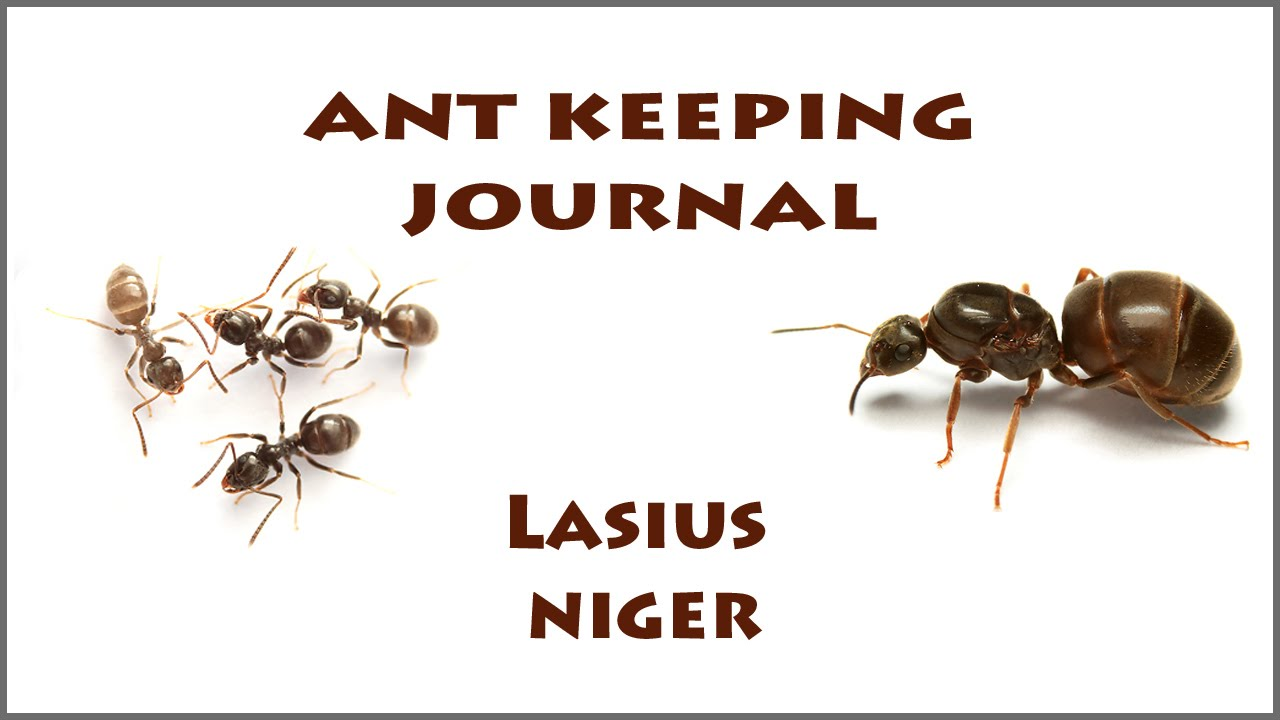 ANT KEEPING
JOURNAL
LASIUS
NIGER